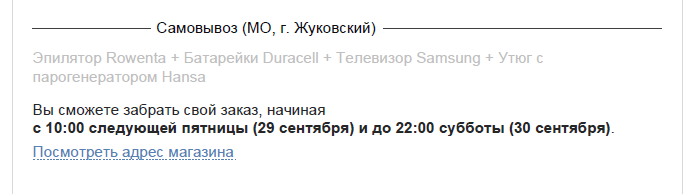 Самовывоз (МО, г. Жуковский)
Эпилятор Rowenta + Батарейки Duracell + Телевизор Samsung + Утюг с
парогенератором Hansa
Вы сможете забрать свой заказ, начиная
с 10:00 следующей пятницы (29 сентября) и до 22:00 субботы (30 сентября).
Посмотреть адрес магазина